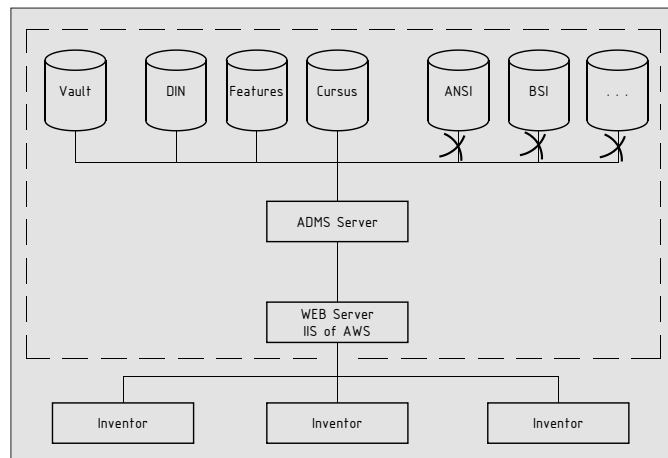 Vault
DIN
Features
Cursus
ANSI
BSI
. . .
ADMS Server
WEB Server
IIS of AWS
Inventor
Inventor
Inventor